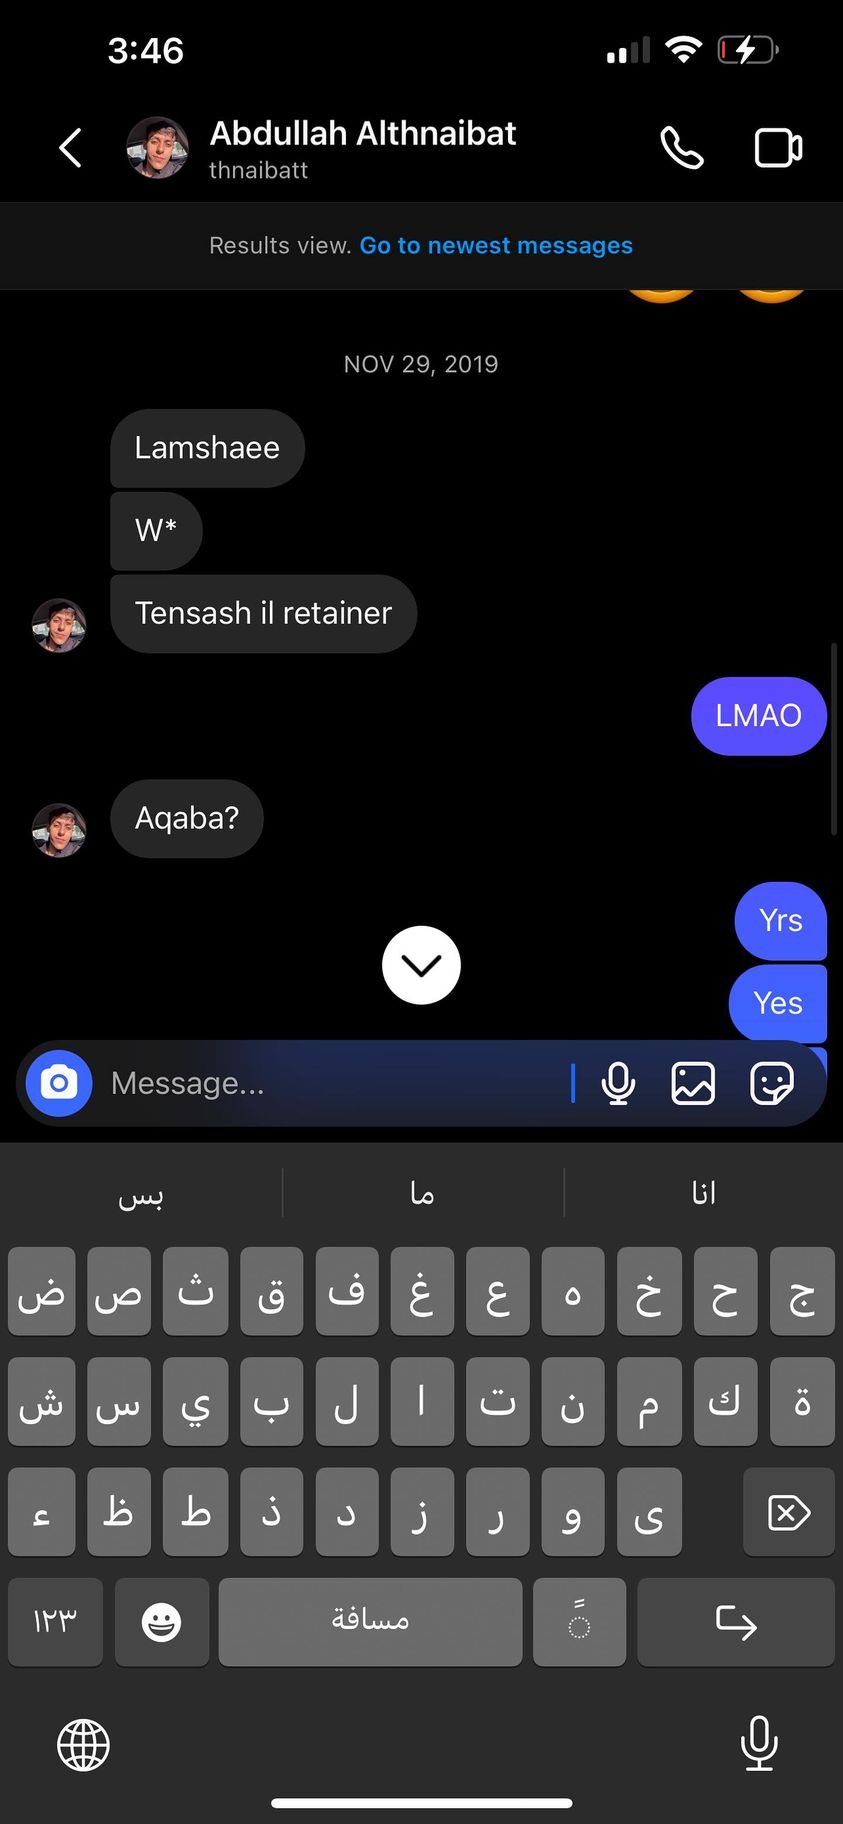 3:46
Abdullah Althnaibat
thnaibatt
Results view. Go to newest messages
NOV 29, 2019
Lamshaee
W*
Tensash il retainer
LMAO
Aqaba?
Yrs
Yes
Message...
انا ما بس
ض ص ث ق ف غ ع ه خ ح ج
ش س ي ب ل ا ت ن م ك ة
ء ظ ط ذ د ز ر و ى
١٢٣ مسافة